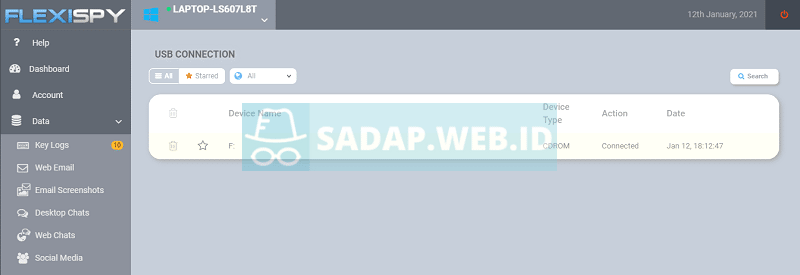 FLEXISPY
LAPTOP-LS607L8T
12th January, 2021
Help
Dashboard
Account
Data
Key Logs 10
Web Email
Email Screenshots
Desktop Chats
Web Chats
Social Media
USB CONNECTION
All Starred All Search
Device Name Device Type Action Date
F: CDROM Connected Jan 12, 18:12:47
SADAP.WEB.ID